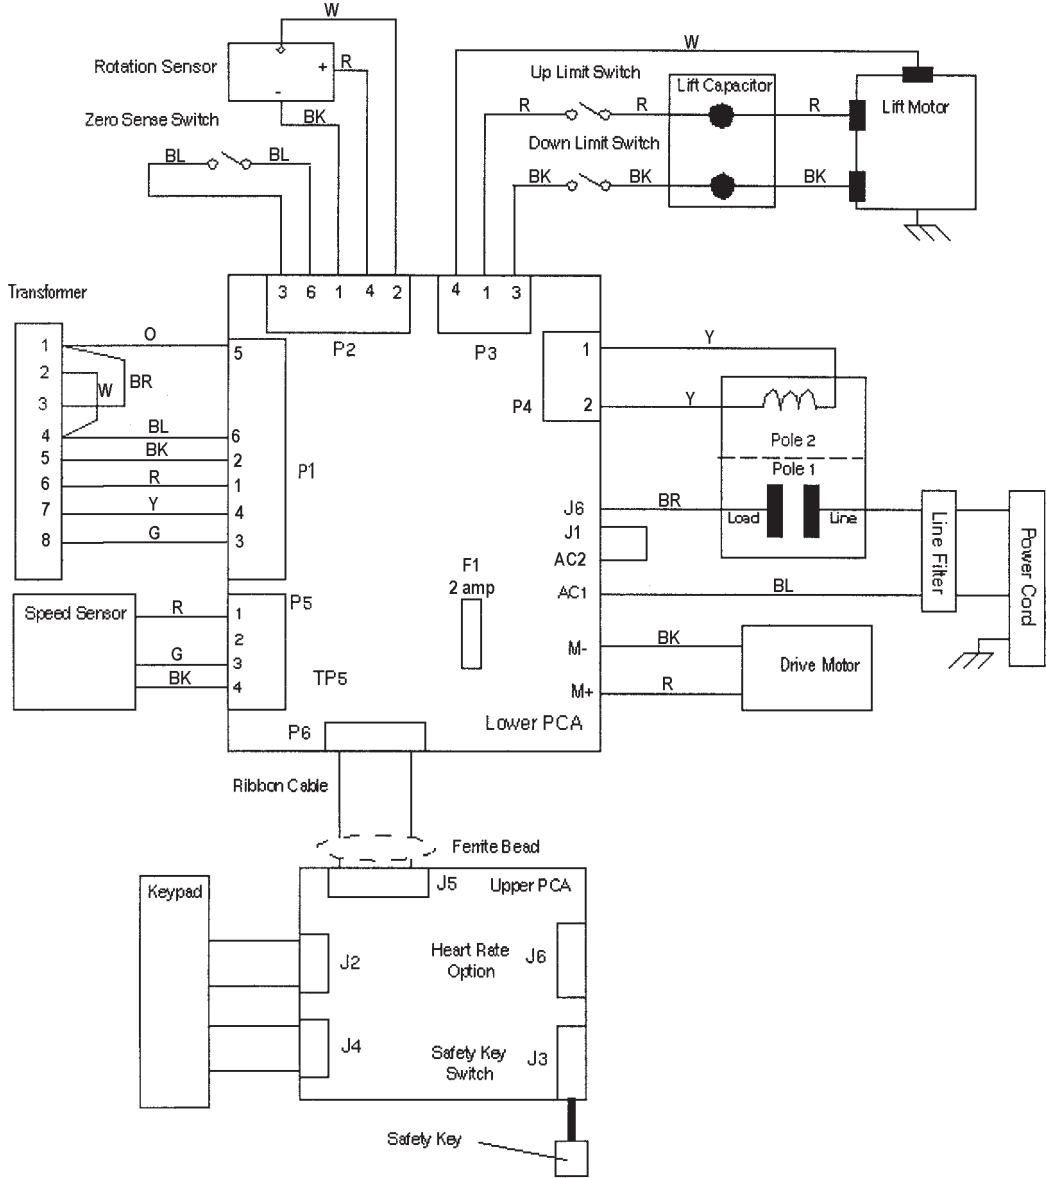 W
Rotation Sensor
+
R
-
BK
Zero Sense Switch
BL
BL
W
Up Limit Switch
Lift Capacitor
Lift Motor
R
R
R
Down Limit Switch
BK
BK
BK
3 6 1 4 2
P2
4 1 3
P3
Transformer
1
2
3
4
5
6
7
8
O
BR
W
BL
BK
R
Y
G
5
6
2
1
4
3
P1
1
2
P4
Y
Y
Pole 2
Pole 1
Load
Line
J6
BR
J1
AC2
AC1
BL
Line Filter
Power Cord
F1
2 amp
Speed Sensor
R
G
BK
1
2
3
4
P5
TP5
M-
BK
M+
R
Drive Motor
Lower PCA
P6
Ribbon Cable
Ferrite Bead
J5
Upper PCA
Keypad
J2
J4
Heart Rate
Option
J6
Safety Key
Switch
J3
Safety Key